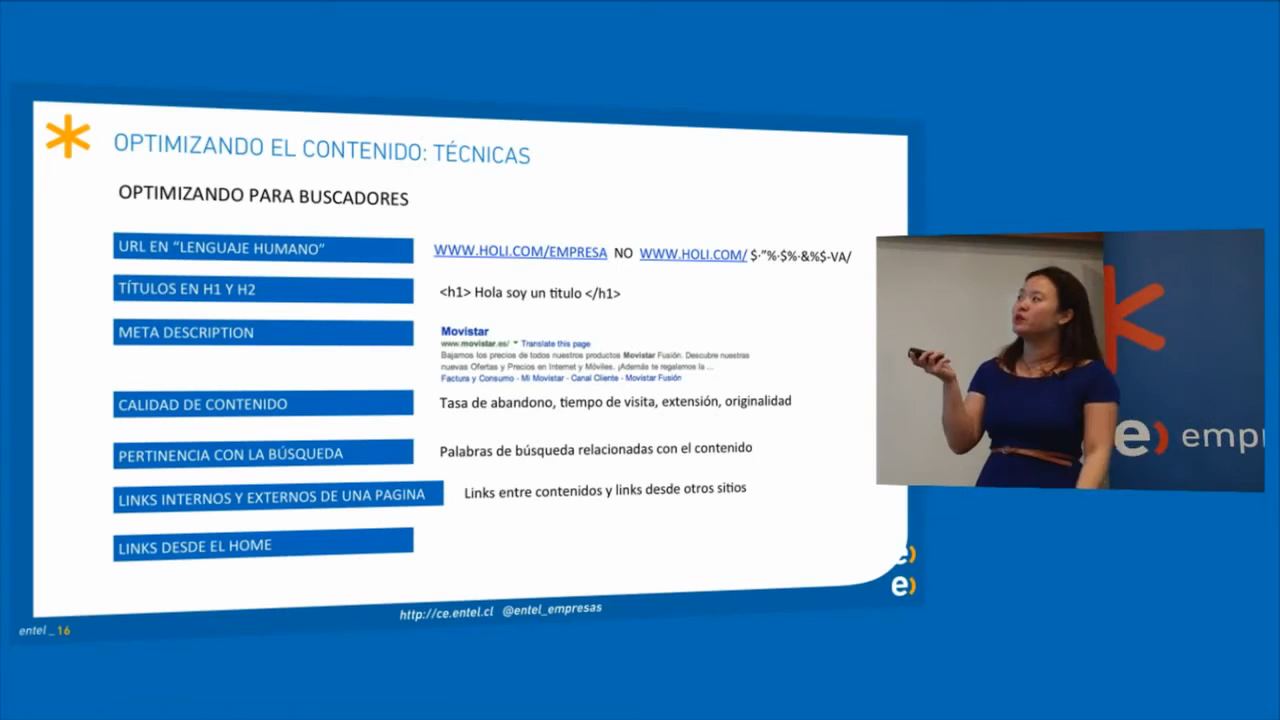 OPTIMIZANDO EL CONTENIDO: TÉCNICAS
OPTIMIZANDO PARA BUSCADORES
URL EN “LENGUAJE HUMANO”
WWW.HOLI.COM/EMPRESA NO WWW.HOLI.COM/ $·"%·$%·&%$-VA/
TÍTULOS EN H1 Y H2
<h1> Hola soy un titulo </h1>
META DESCRIPTION
Movistar
www.movistar.es/ Translate this page
Bajamos los precios de todos nuestros productos Movistar Fusión. Descubre nuestras
nuevas Ofertas y Precios en Internet y Móviles. ¡Además te regalamos la ...
Factura y Consumo - Mi Movistar - Canal Cliente - Movistar Fusión
CALIDAD DE CONTENIDO
Tasa de abandono, tiempo de visita, extensión, originalidad
PERTINENCIA CON LA BÚSQUEDA
Palabras de búsqueda relacionadas con el contenido
LINKS INTERNOS Y EXTERNOS DE UNA PAGINA
Links entre contenidos y links desde otros sitios
LINKS DESDE EL HOME
http://ce.entel.cl @entel_empresas
entel_16
e)
e)
e) empr